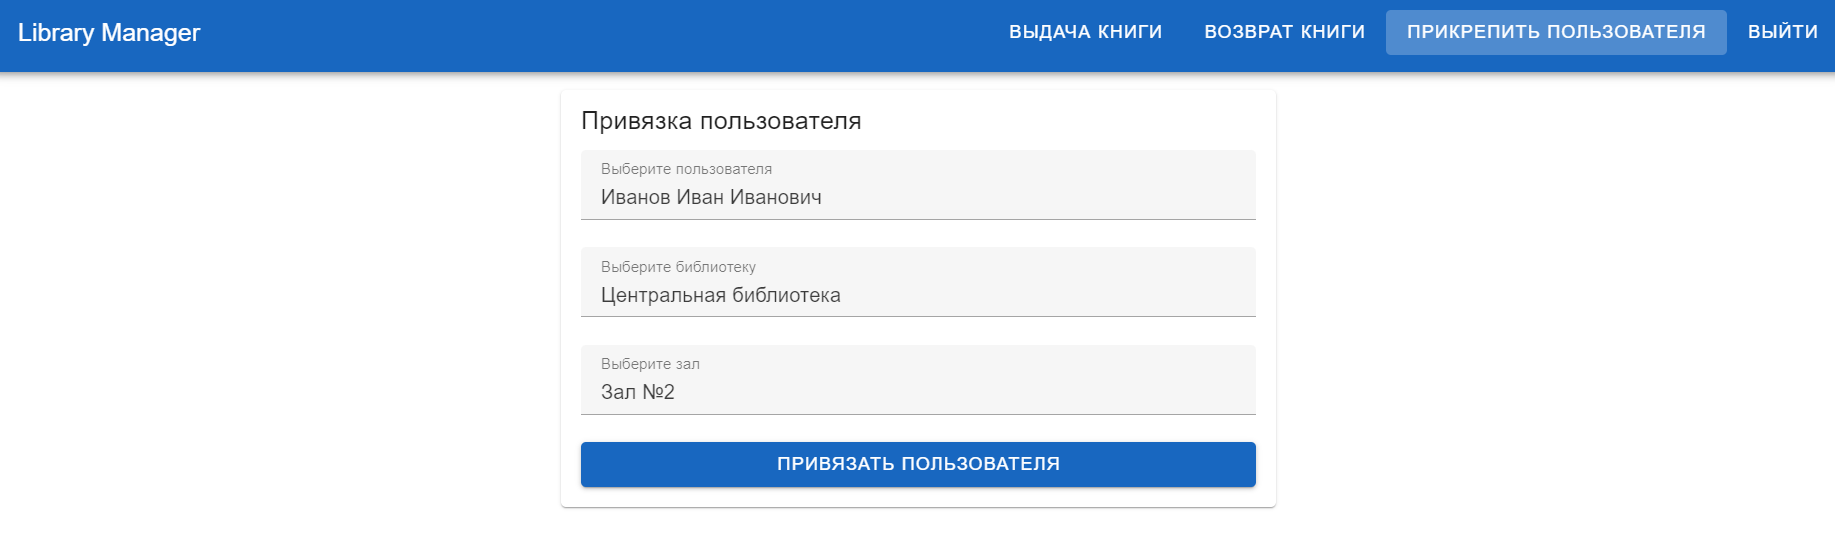 Library Manager
ВЫДАЧА КНИГИ
ВОЗВРАТ КНИГИ
ПРИКРЕПИТЬ ПОЛЬЗОВАТЕЛЯ
ВЫЙТИ
Привязка пользователя
Выберите пользователя
Иванов Иван Иванович
Выберите библиотеку
Центральная библиотека
Выберите зал
Зал №2
ПРИВЯЗАТЬ ПОЛЬЗОВАТЕЛЯ